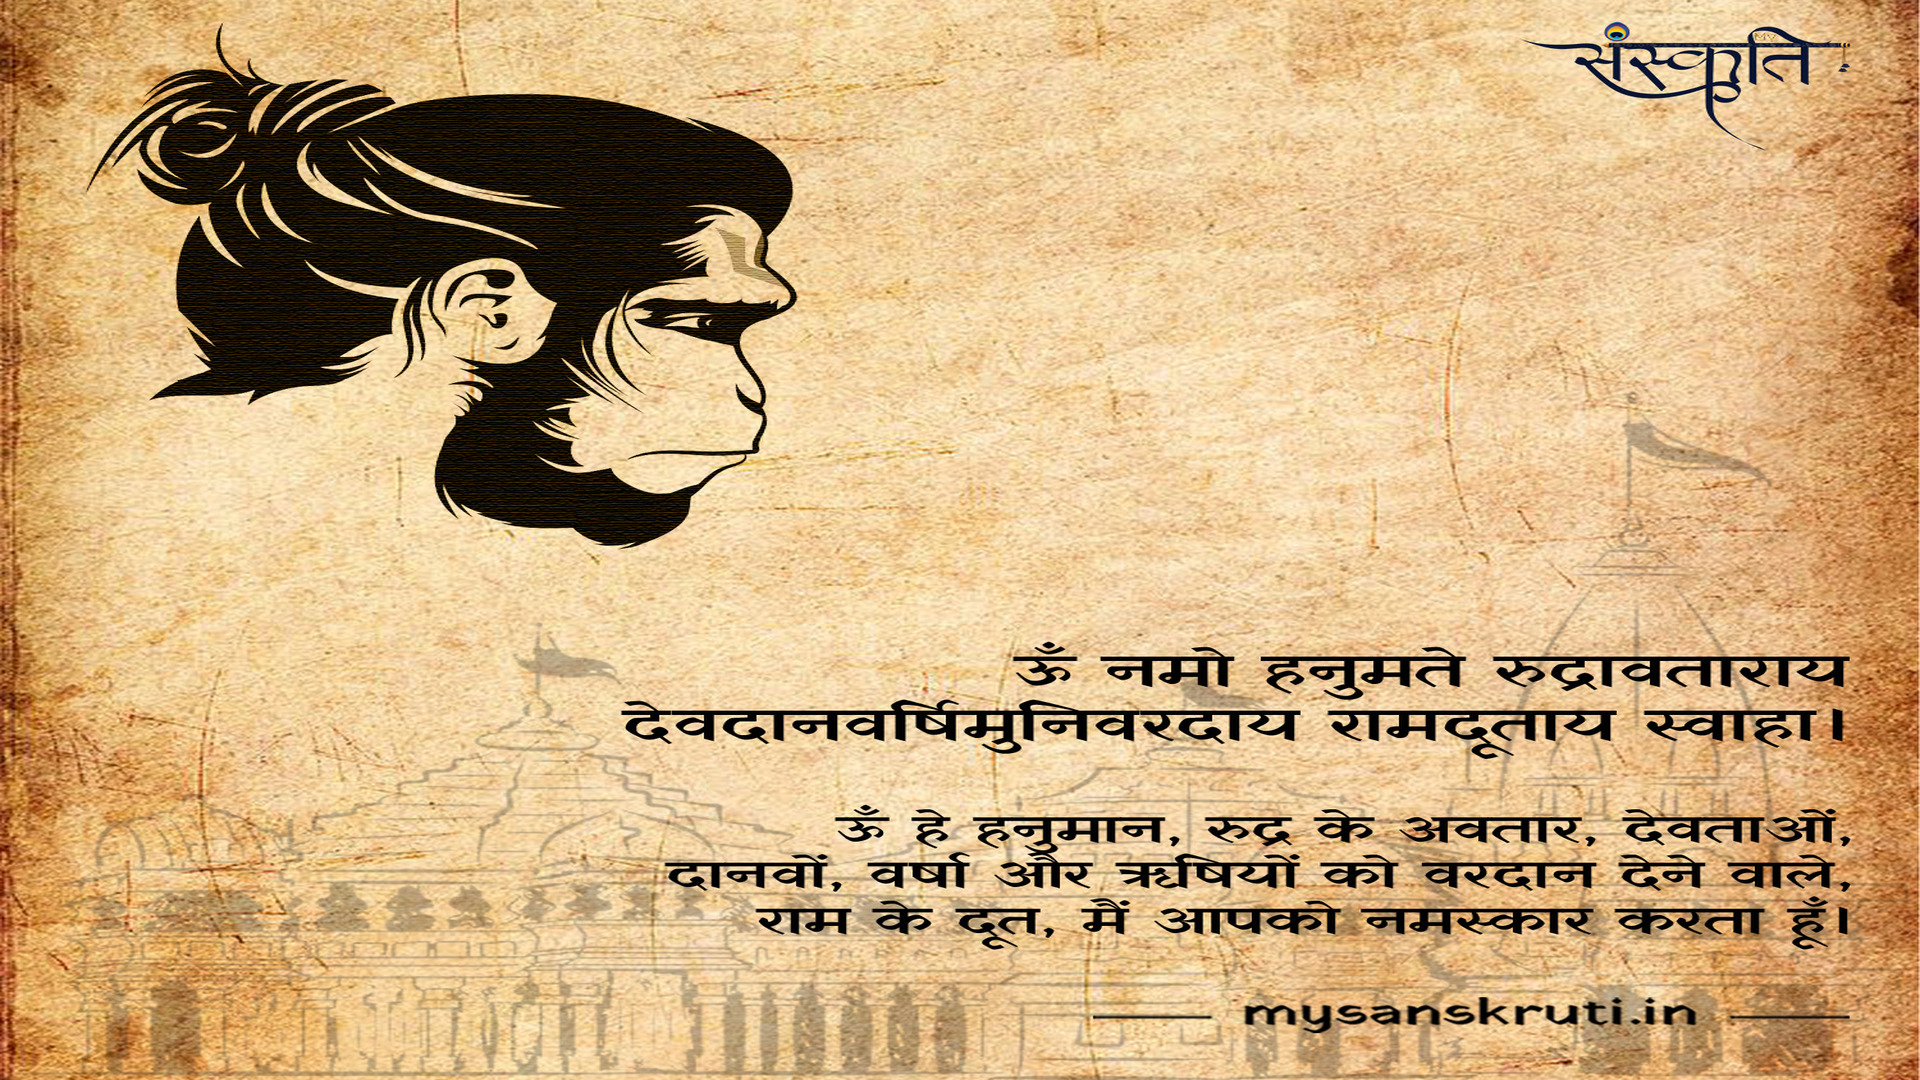 संस्कृति
ऊँ नमो हनुमते रुद्रावताराय
देवदानवर्षिमुनिवरदाय रामदूताय स्वाहा।
ऊँ हे हनुमान, रुद्र के अवतार, देवताओं,
दानवों, वर्षा और ऋषियों को वरदान देने वाले,
राम के दूत, मैं आपको नमस्कार करता हूँ।
mysanskruti.in